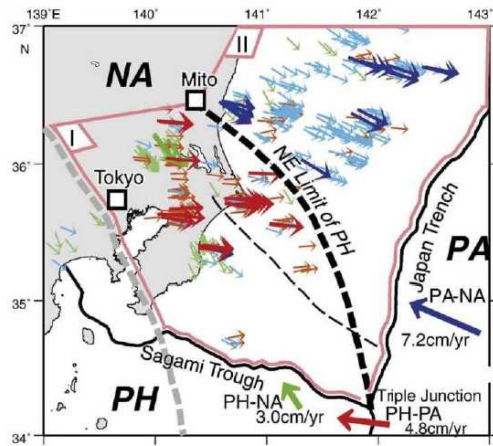 139°E 140° 141° 142° 143°
37°
N
II
NA
Mito
I
36°
Tokyo
NE Limit of PH
Japan Trench
PA
35°
PA-NA
7.2cm/yr
Sagami Trough
PH
PH-NA
3.0cm/yr
Triple Junction
PH-PA
4.8cm/yr
34°